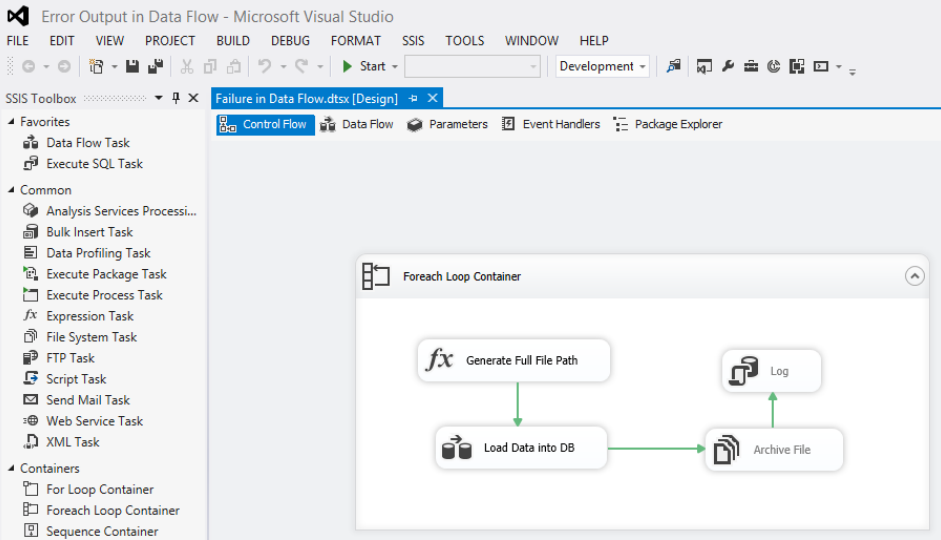 Error Output in Data Flow - Microsoft Visual Studio
FILE EDIT VIEW PROJECT BUILD DEBUG FORMAT SSIS TOOLS WINDOW HELP
Start Development
SSIS Toolbox
Failure in Data Flow.dtsx [Design]
Control Flow Data Flow Parameters Event Handlers Package Explorer
Favorites
Data Flow Task
Execute SQL Task
Common
Analysis Services Processi...
Bulk Insert Task
Data Profiling Task
Execute Package Task
Execute Process Task
fx Expression Task
File System Task
FTP Task
Script Task
Send Mail Task
Web Service Task
XML Task
Containers
For Loop Container
Foreach Loop Container
Sequence Container
Foreach Loop Container
fx Generate Full File Path
Log
Load Data into DB
Archive File